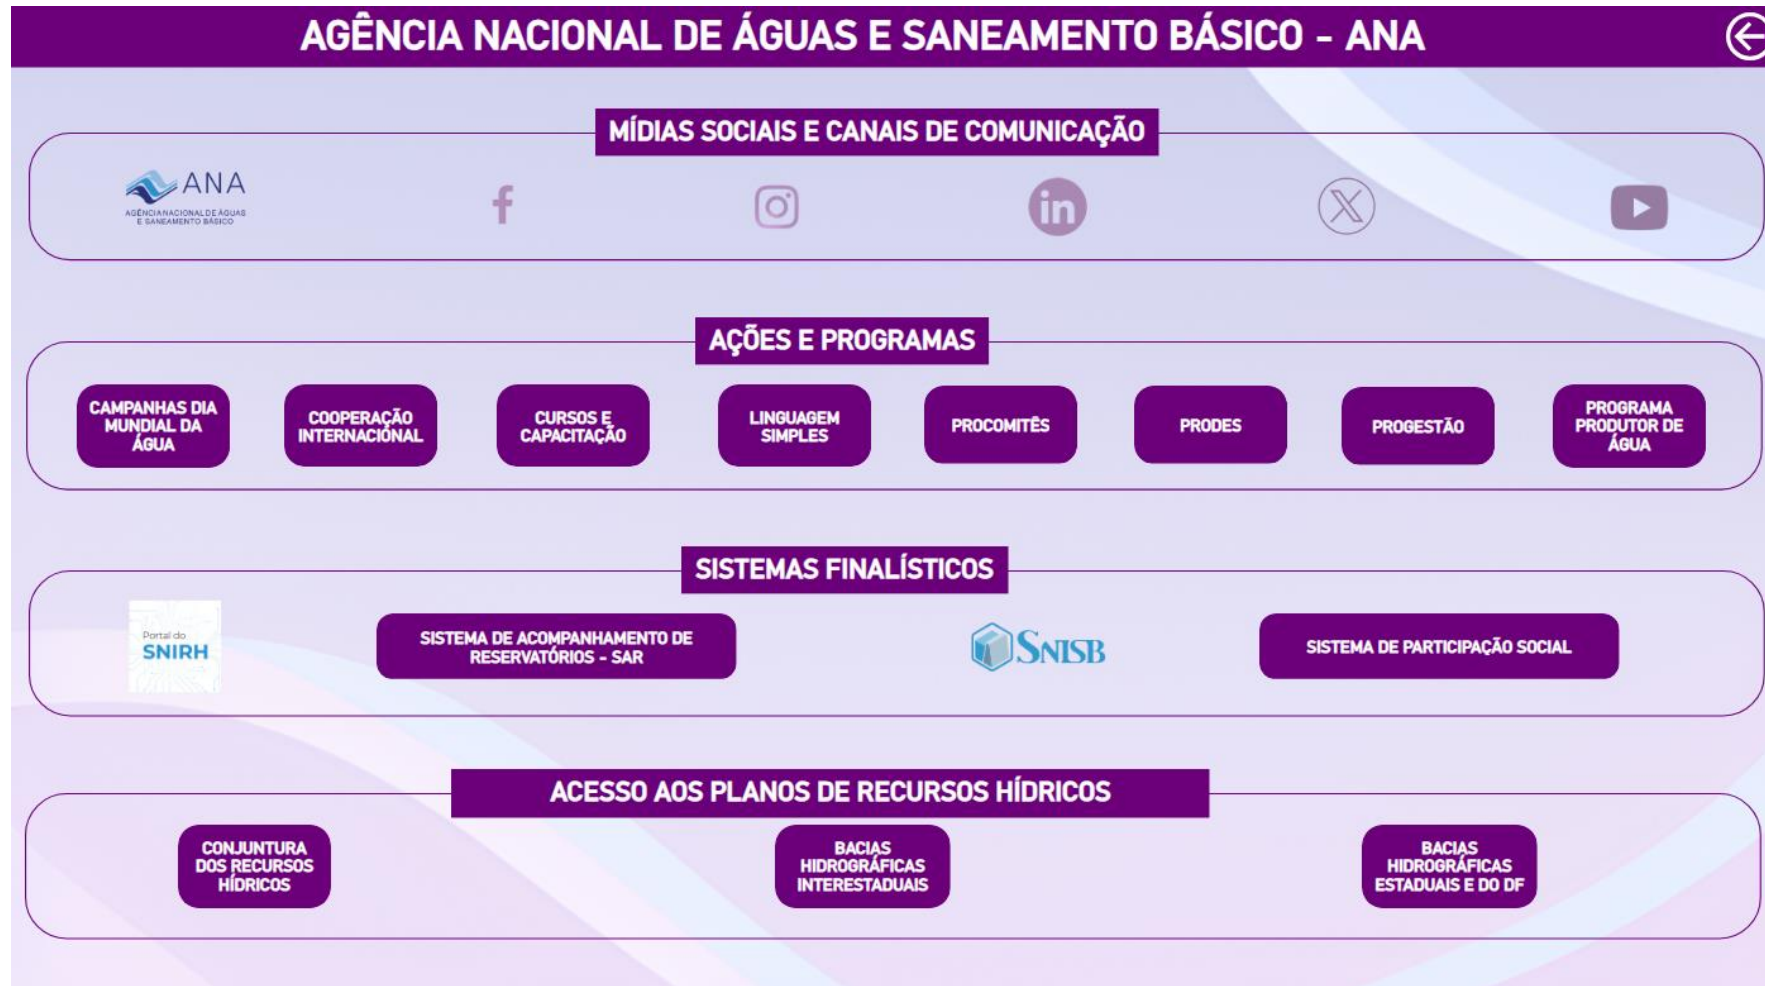 AGÊNCIA NACIONAL DE ÁGUAS E SANEAMENTO BÁSICO - ANA
MÍDIAS SOCIAIS E CANAIS DE COMUNICAÇÃO
ANA
AGÊNCIA NACIONAL DE ÁGUAS
E SANEAMENTO BÁSICO
f
in
X
AÇÕES E PROGRAMAS
CAMPANHAS DIA
MUNDIAL DA
ÁGUA
COOPERAÇÃO
INTERNACIONAL
CURSOS E
CAPACITAÇÃO
LINGUAGEM
SIMPLES
PROCOMITÊS
PRODES
PROGESTÃO
PROGRAMA
PRODUTOR DE
ÁGUA
SISTEMAS FINALÍSTICOS
Portal do
SNIRH
SISTEMA DE ACOMPANHAMENTO DE
RESERVATÓRIOS - SAR
SNISB
SISTEMA DE PARTICIPAÇÃO SOCIAL
ACESSO AOS PLANOS DE RECURSOS HÍDRICOS
CONJUNTURA
DOS RECURSOS
HÍDRICOS
BACIAS
HIDROGRÁFICAS
INTERESTADUAIS
BACIAS
HIDROGRÁFICAS
ESTADUAIS E DO DF